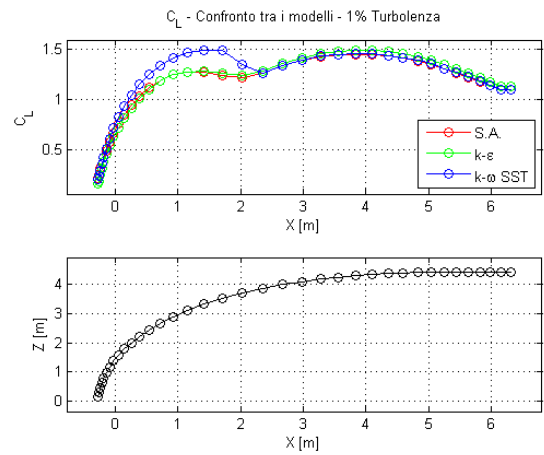 C_L - Confronto tra i modelli - 1% Turbolenza
1.5
1
0.5
C_L
0 1 2 3 4 5 6
X [m]
S.A.
k-ε
k-ω SST
4
3
2
1
0
Z [m]
0 1 2 3 4 5 6
X [m]